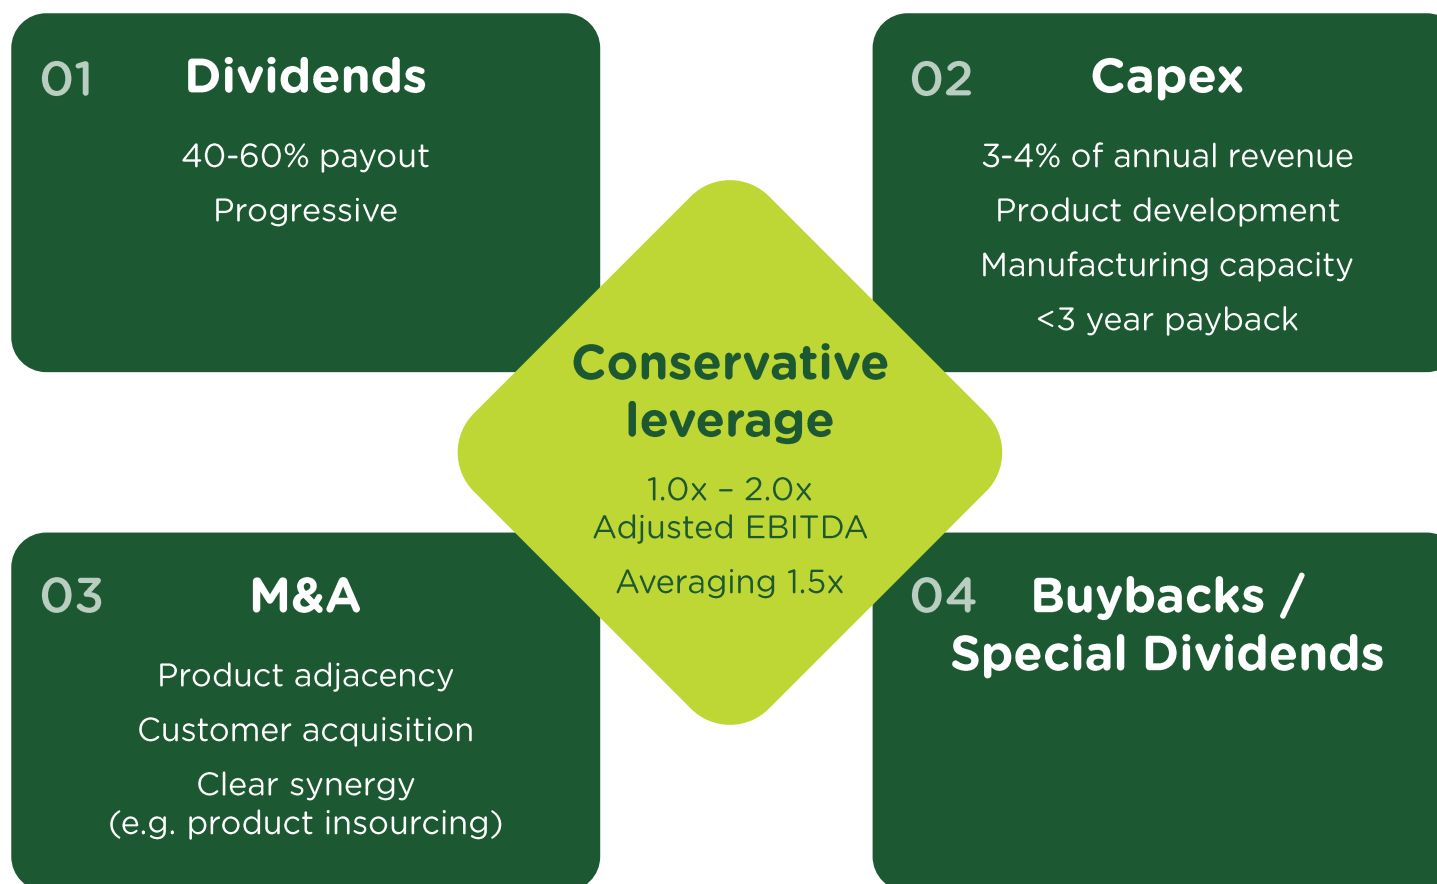 01 Dividends
40-60% payout
Progressive
02 Capex
3-4% of annual revenue
Product development
Manufacturing capacity
<3 year payback
Conservative
leverage
1.0x – 2.0x
Adjusted EBITDA
Averaging 1.5x
03 M&A
Product adjacency
Customer acquisition
Clear synergy
(e.g. product insourcing)
04 Buybacks /
Special Dividends